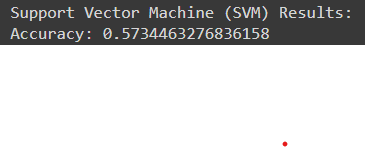 Support Vector Machine (SVM) Results:
Accuracy: 0.5734463276836158